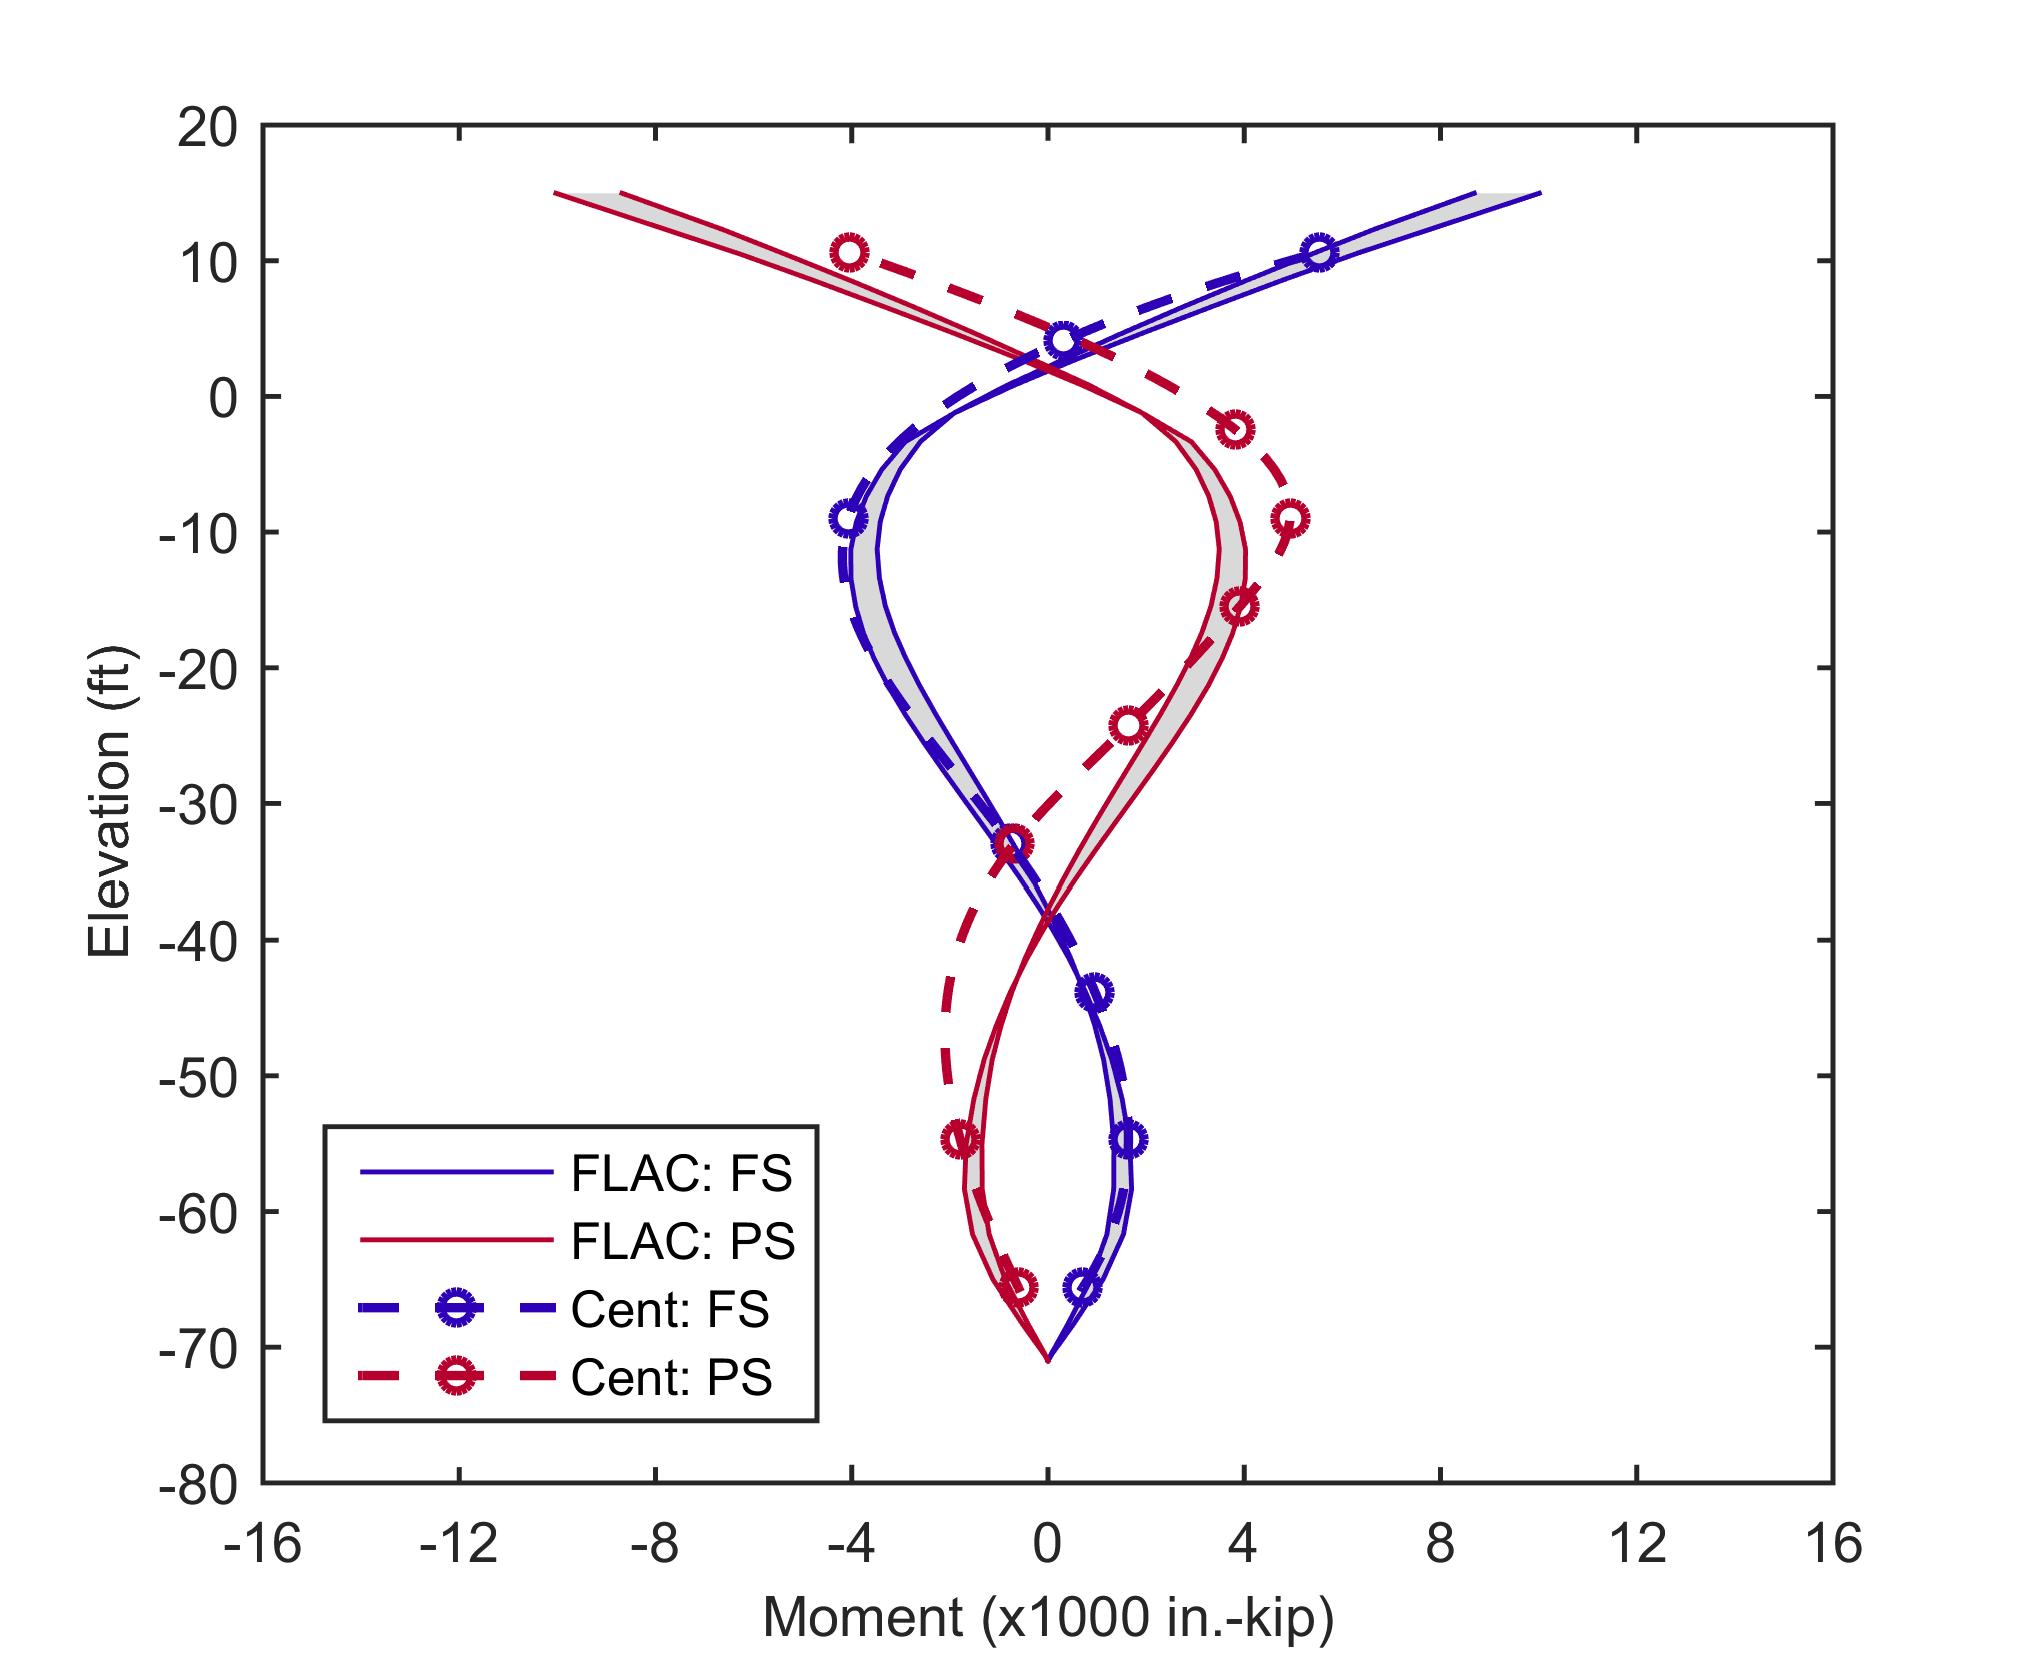 20
10
0
-10
-20
-30
-40
-50
-60
-70
-80
Elevation (ft)
FLAC: FS
FLAC: PS
Cent: FS
Cent: PS
-16 -12 -8 -4 0 4 8 12 16
Moment (x1000 in.-kip)